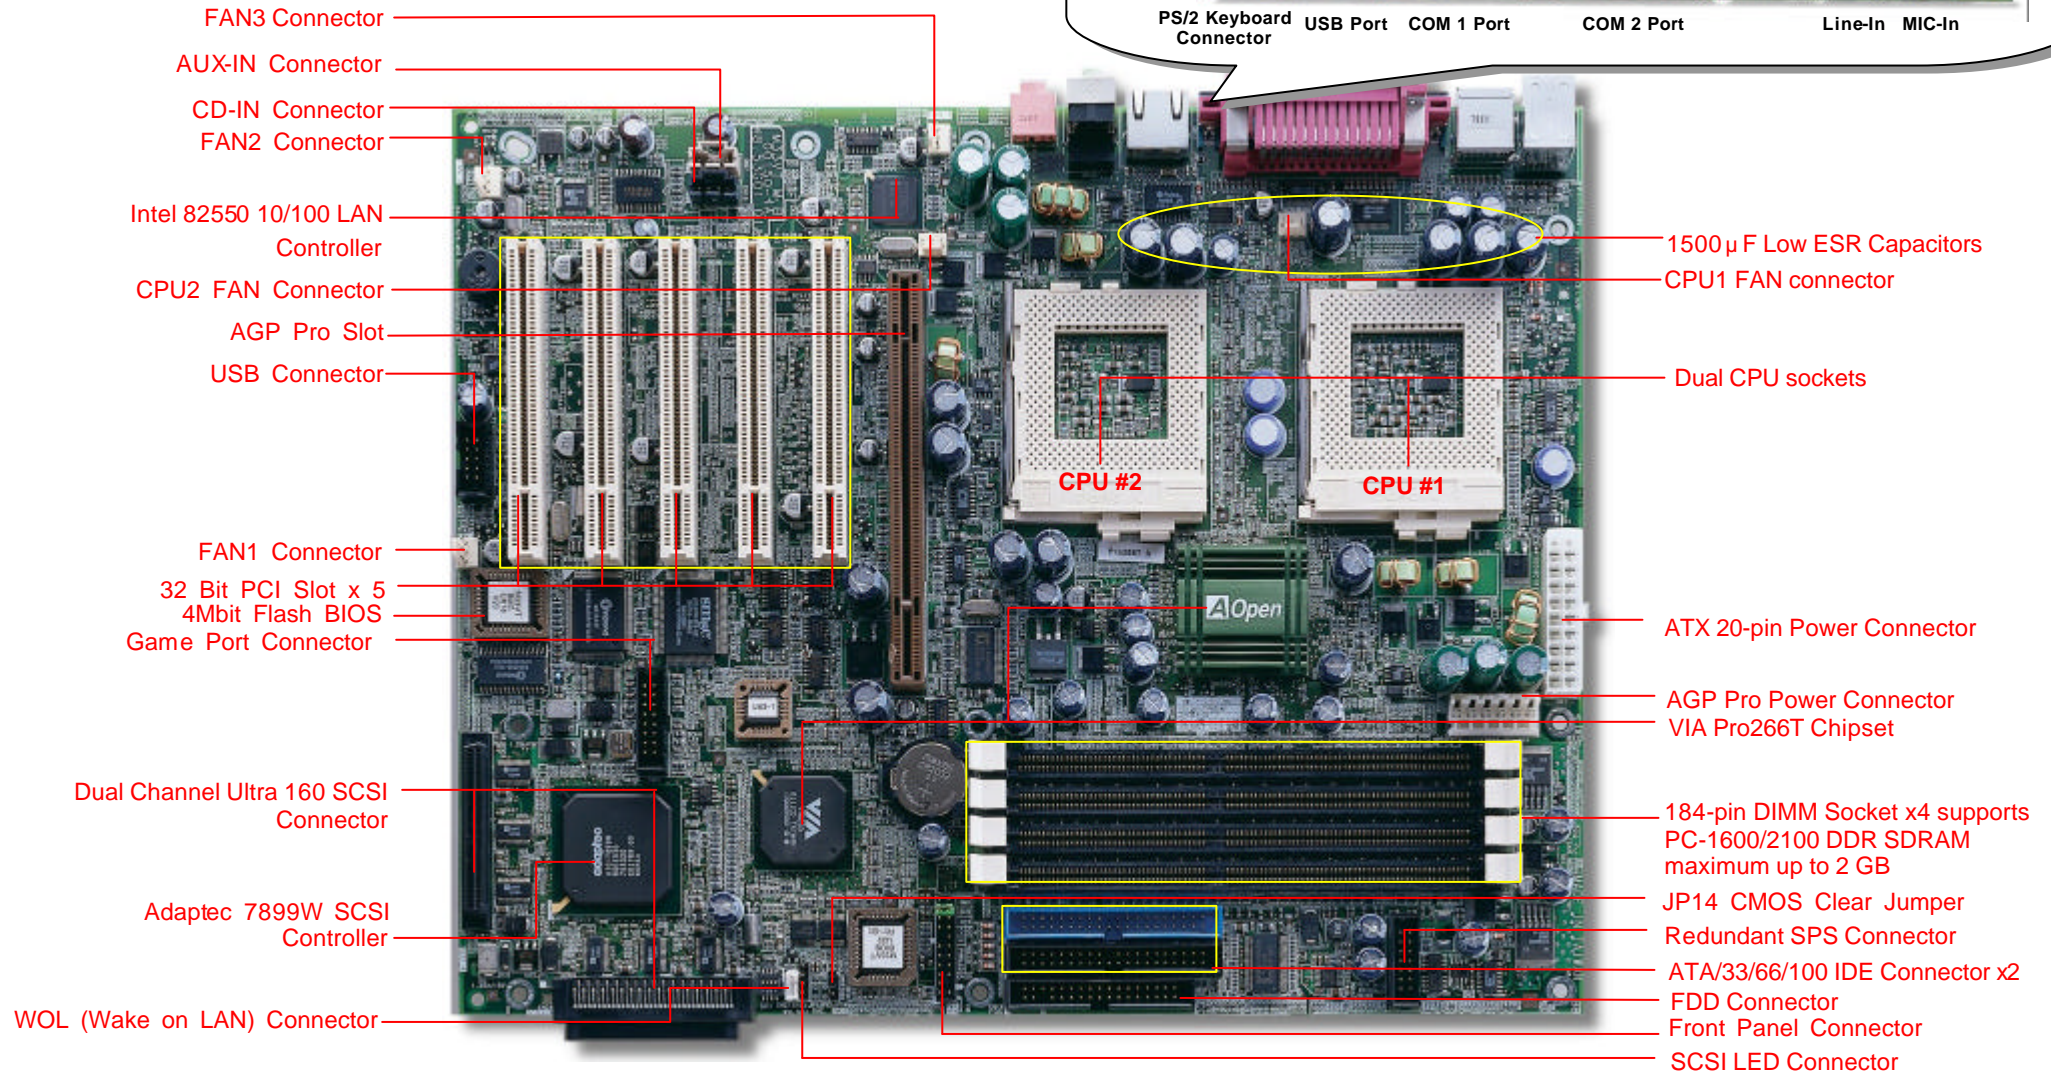 FAN3 Connector
AUX-IN Connector
CD-IN Connector
FAN2 Connector
Intel 82550 10/100 LAN
Controller
CPU2 FAN Connector
AGP Pro Slot
USB Connector
FAN1 Connector
32 Bit PCI Slot x 5
4Mbit Flash BIOS
Game Port Connector
Dual Channel Ultra 160 SCSI
Connector
Adaptec 7899W SCSI
Controller
WOL (Wake on LAN) Connector
PS/2 Keyboard
Connector
USB Port
COM 1 Port
COM 2 Port
Line-In
MIC-In
CPU #2
CPU #1
AOpen
VIA
adaptec
1500µF Low ESR Capacitors
CPU1 FAN connector
Dual CPU sockets
ATX 20-pin Power Connector
AGP Pro Power Connector
VIA Pro266T Chipset
184-pin DIMM Socket x4 supports
PC-1600/2100 DDR SDRAM
maximum up to 2 GB
JP14 CMOS Clear Jumper
Redundant SPS Connector
ATA/33/66/100 IDE Connector x2
FDD Connector
Front Panel Connector
SCSI LED Connector